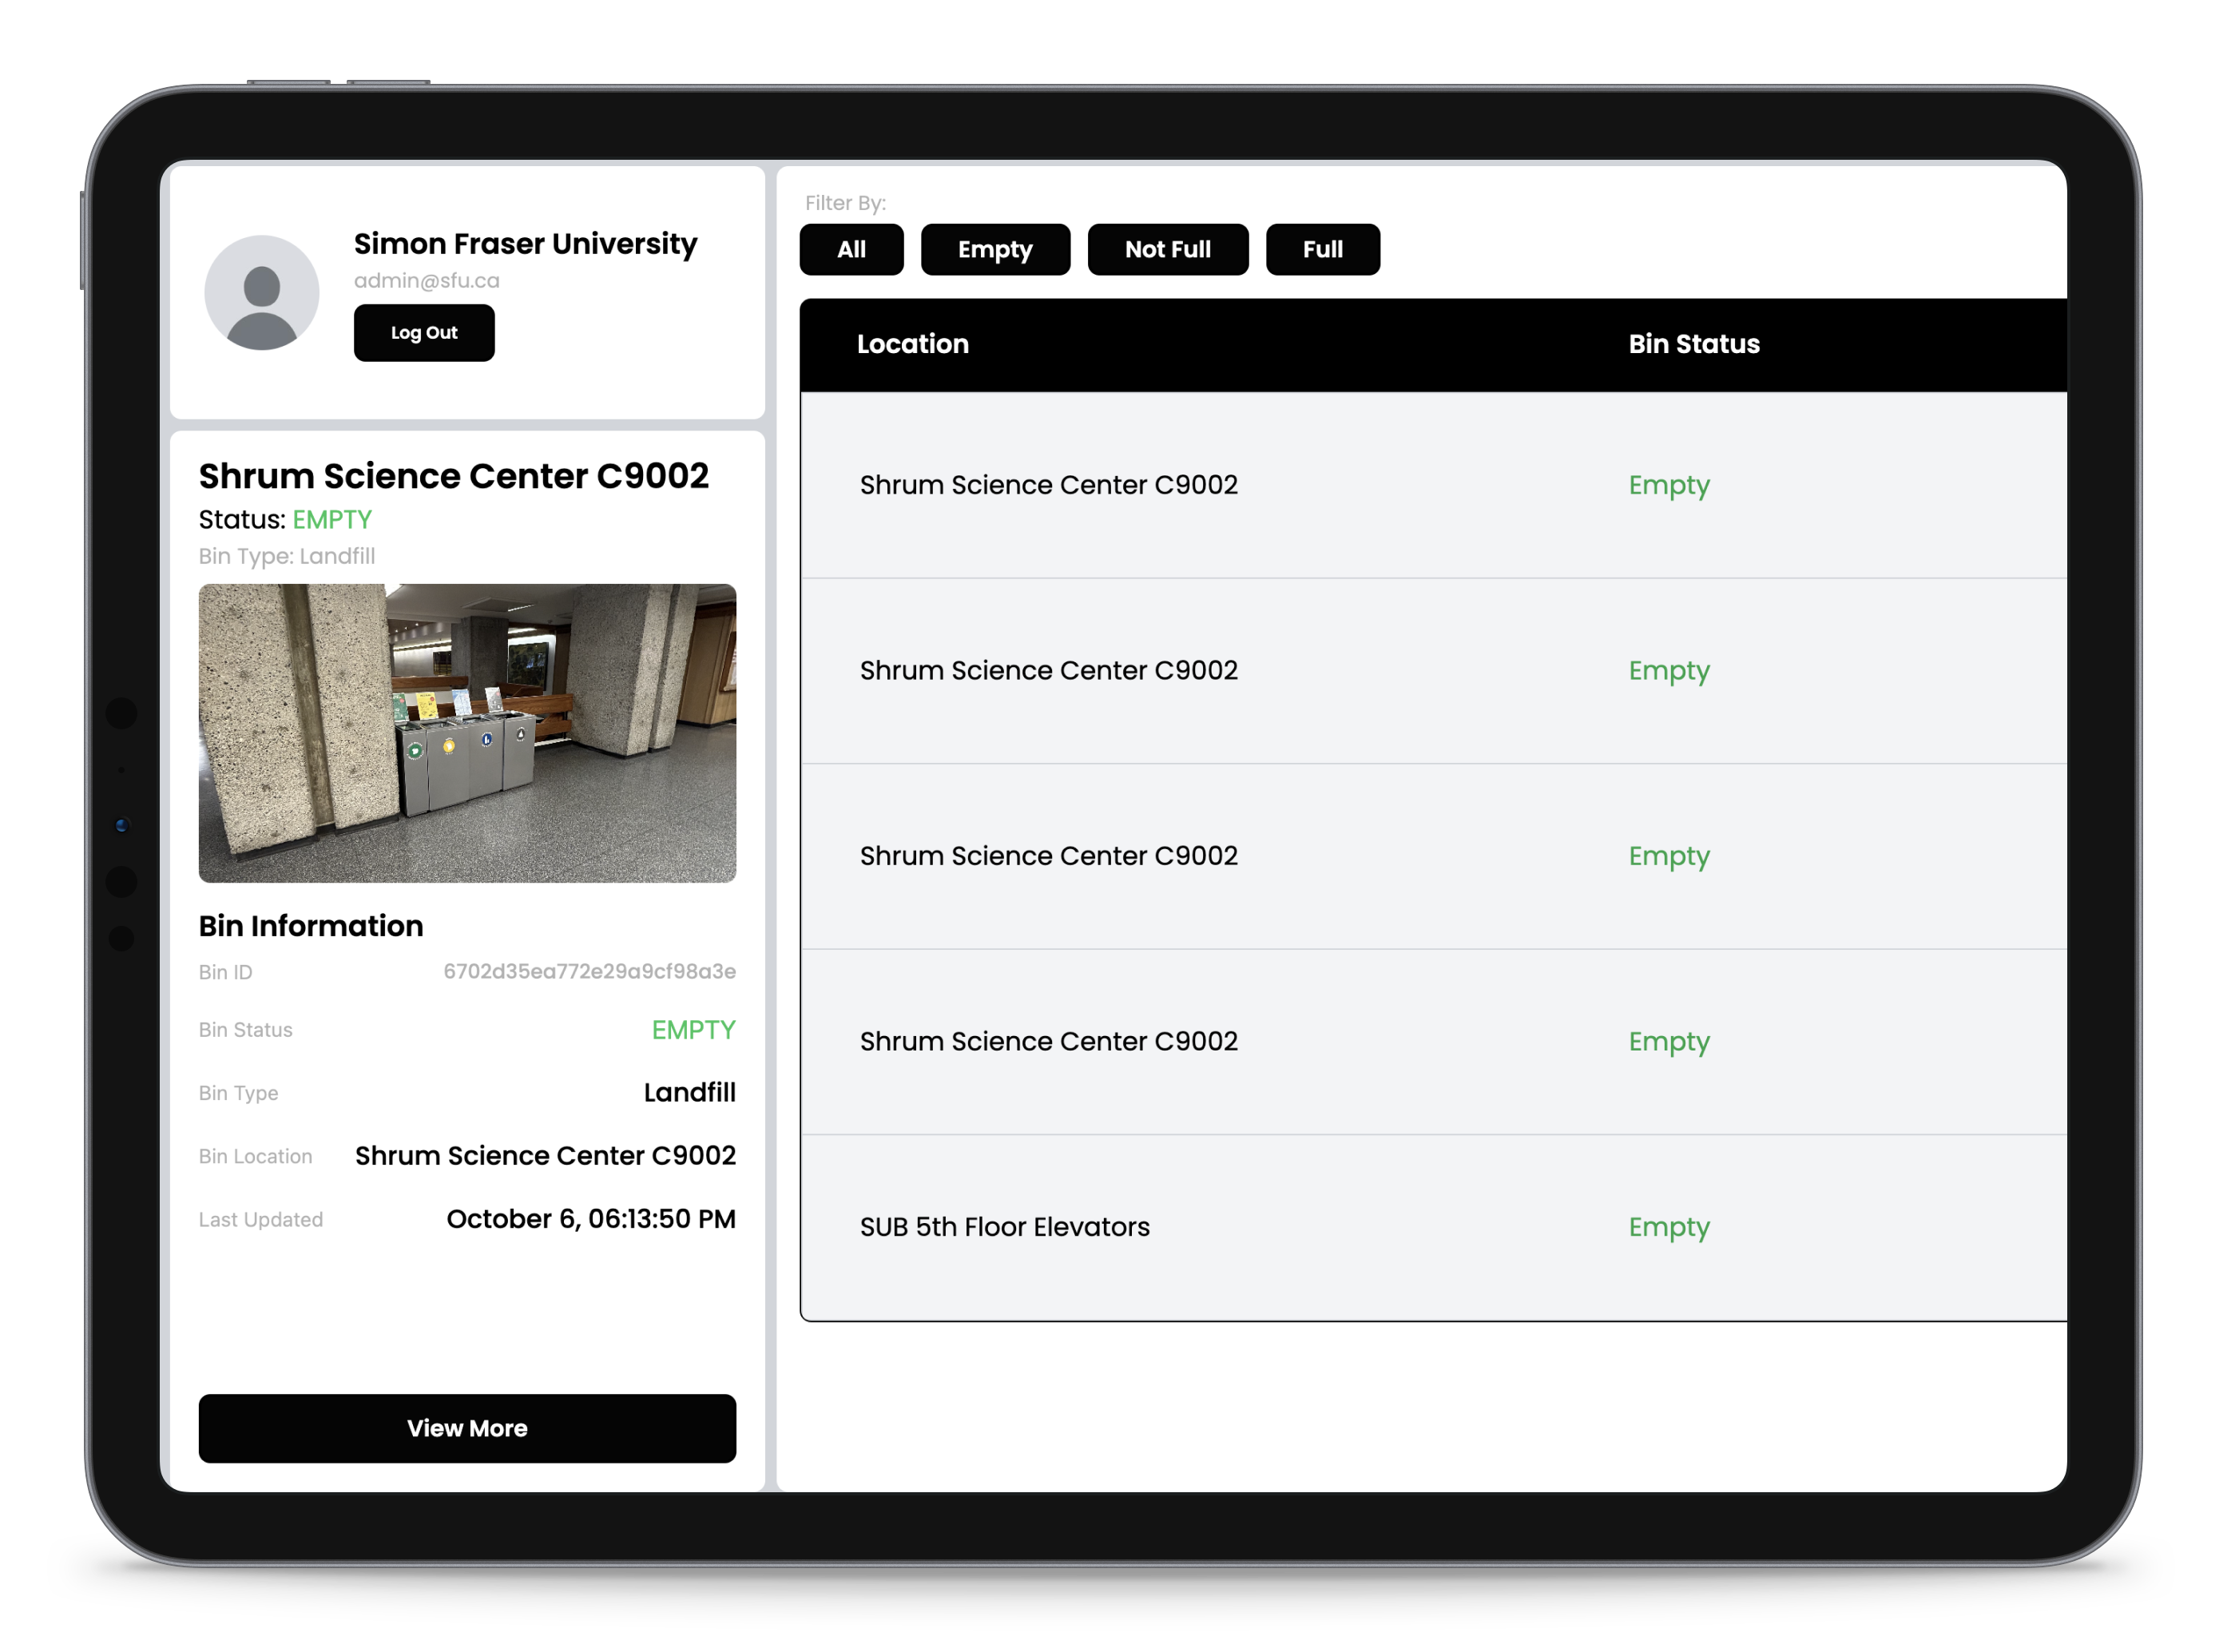 Simon Fraser University
admin@sfu.ca
Log Out
Shrum Science Center C9002
Status: EMPTY
Bin Type: Landfill
Bin Information
Bin ID 6702d35ea772e29a9cf98a3e
Bin Status EMPTY
Bin Type Landfill
Bin Location Shrum Science Center C9002
Last Updated October 6, 06:13:50 PM
View More
Filter By:
All Empty Not Full Full
Location Bin Status
Shrum Science Center C9002 Empty
Shrum Science Center C9002 Empty
Shrum Science Center C9002 Empty
Shrum Science Center C9002 Empty
SUB 5th Floor Elevators Empty